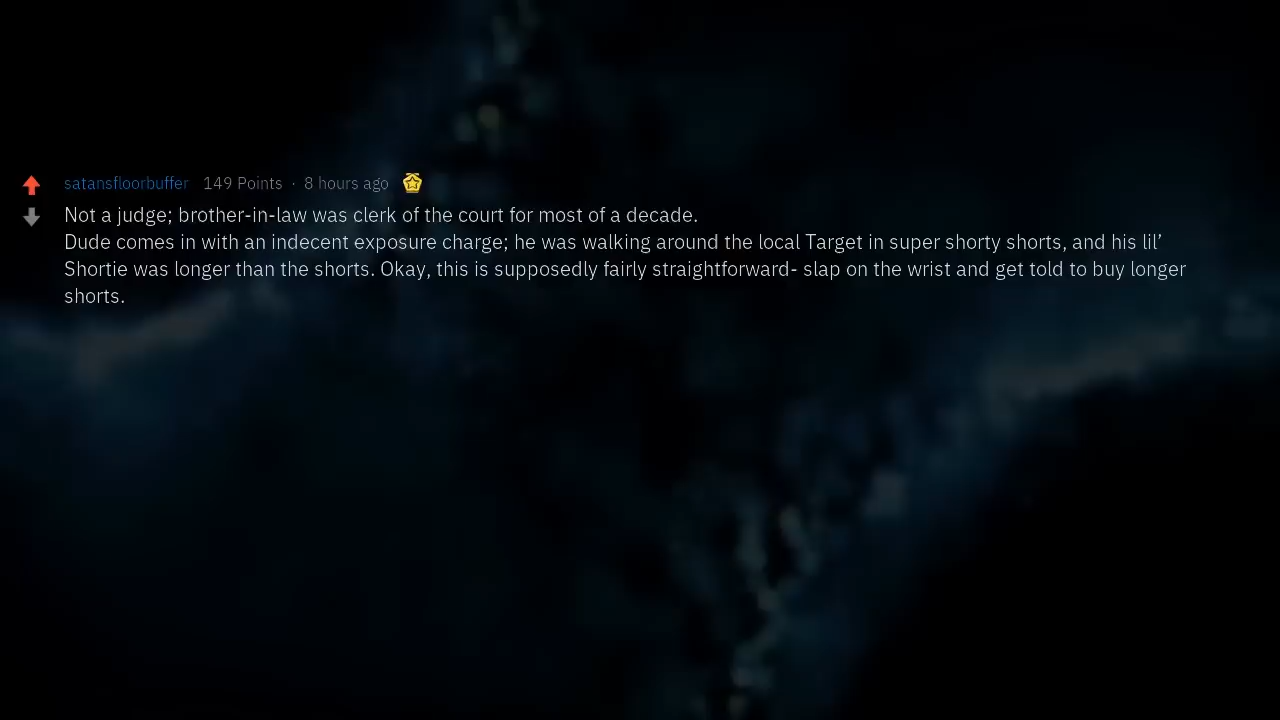 satansfloorbuffer 149 Points · 8 hours ago
Not a judge; brother-in-law was clerk of the court for most of a decade.
Dude comes in with an indecent exposure charge; he was walking around the local Target in super shorty shorts, and his lil’
Shortie was longer than the shorts. Okay, this is supposedly fairly straightforward- slap on the wrist and get told to buy longer
shorts.